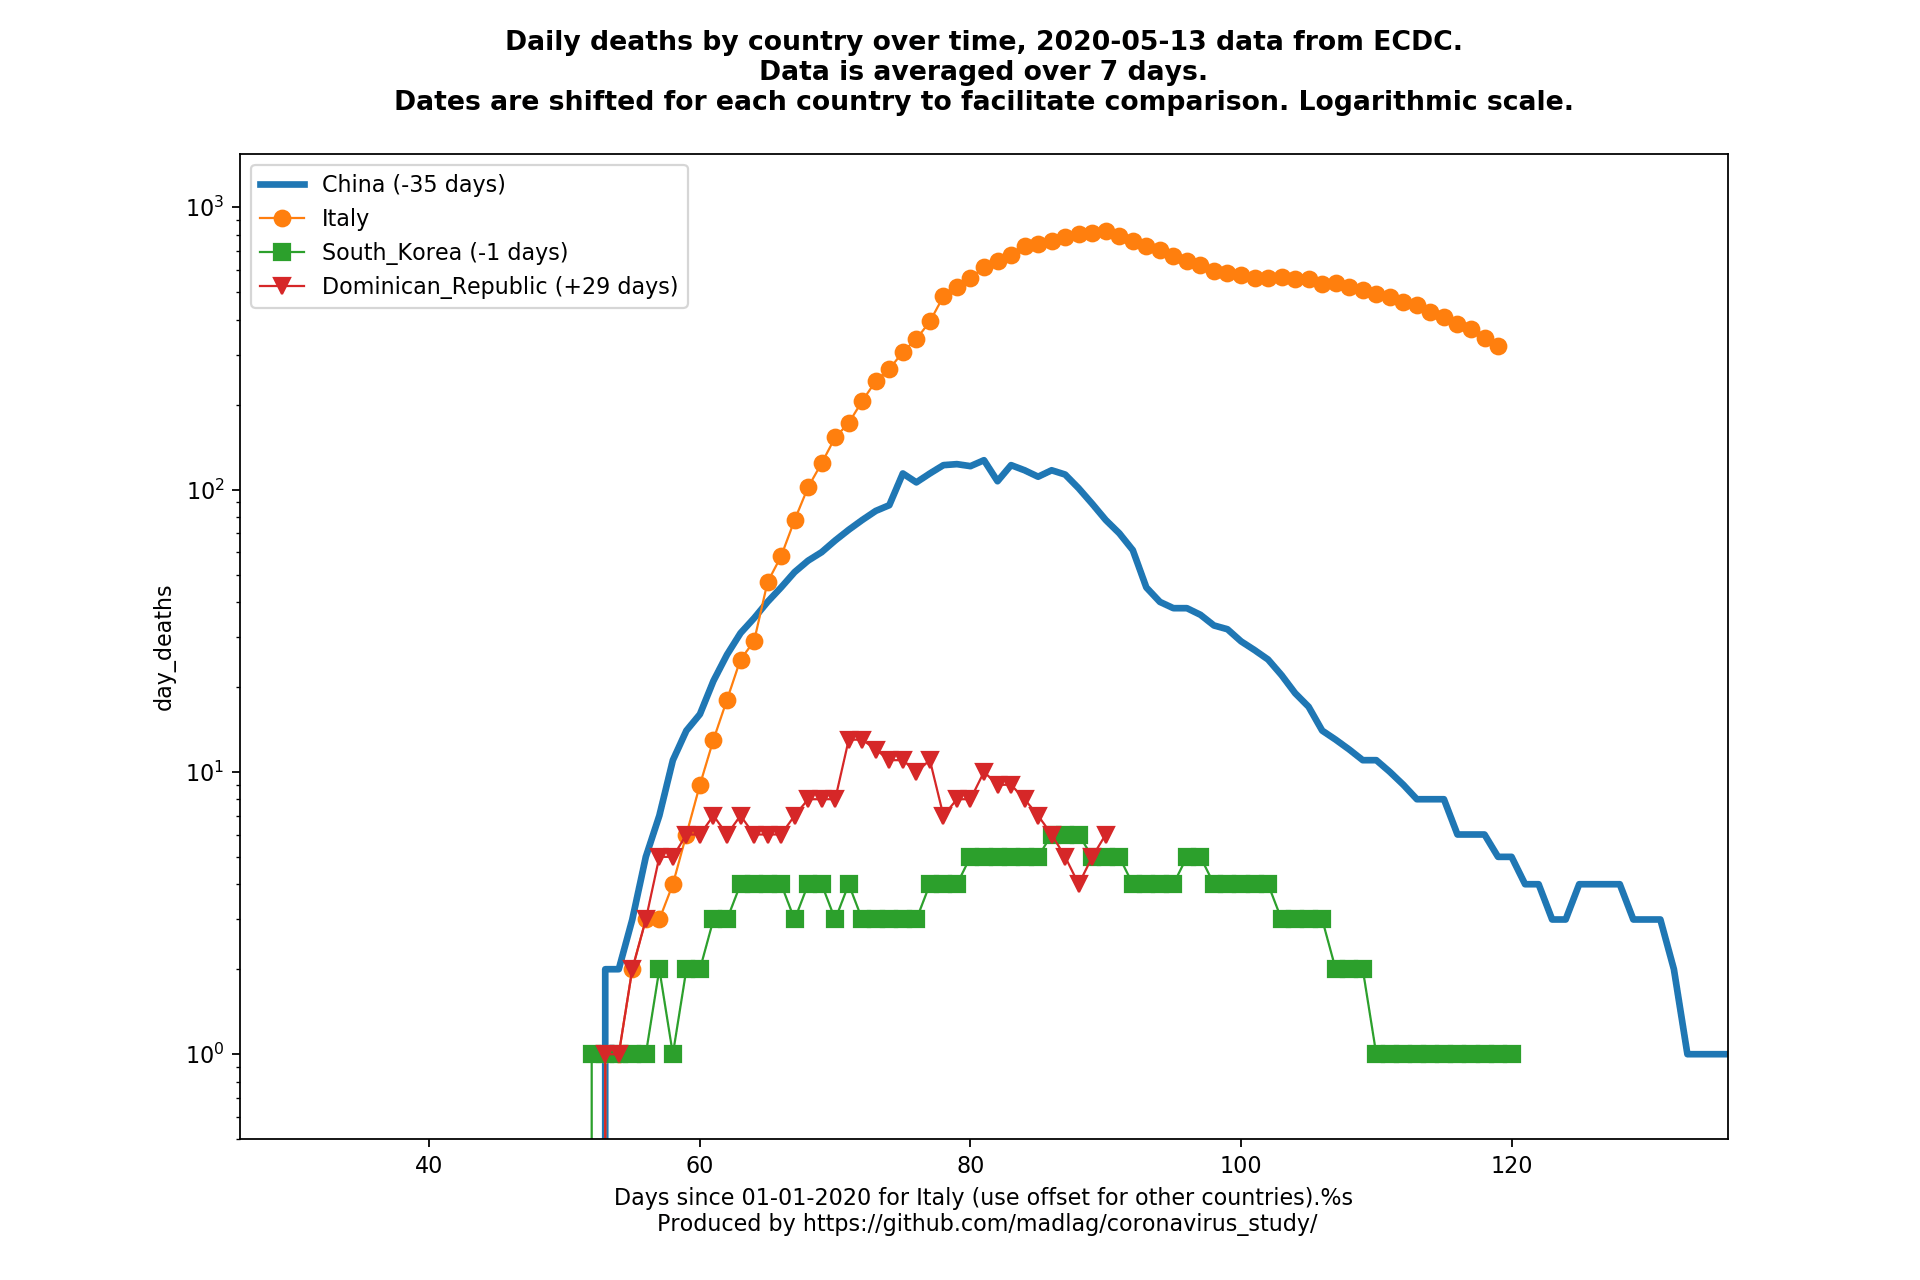 Daily deaths by country over time, 2020-05-13 data from ECDC.
Data is averaged over 7 days.
Dates are shifted for each country to facilitate comparison. Logarithmic scale.
China (-35 days)
Italy
South_Korea (-1 days)
Dominican_Republic (+29 days)
10³
10²
10¹
10⁰
day_deaths
40 60 80 100 120
Days since 01-01-2020 for Italy (use offset for other countries).%s
Produced by https://github.com/madlag/coronavirus_study/